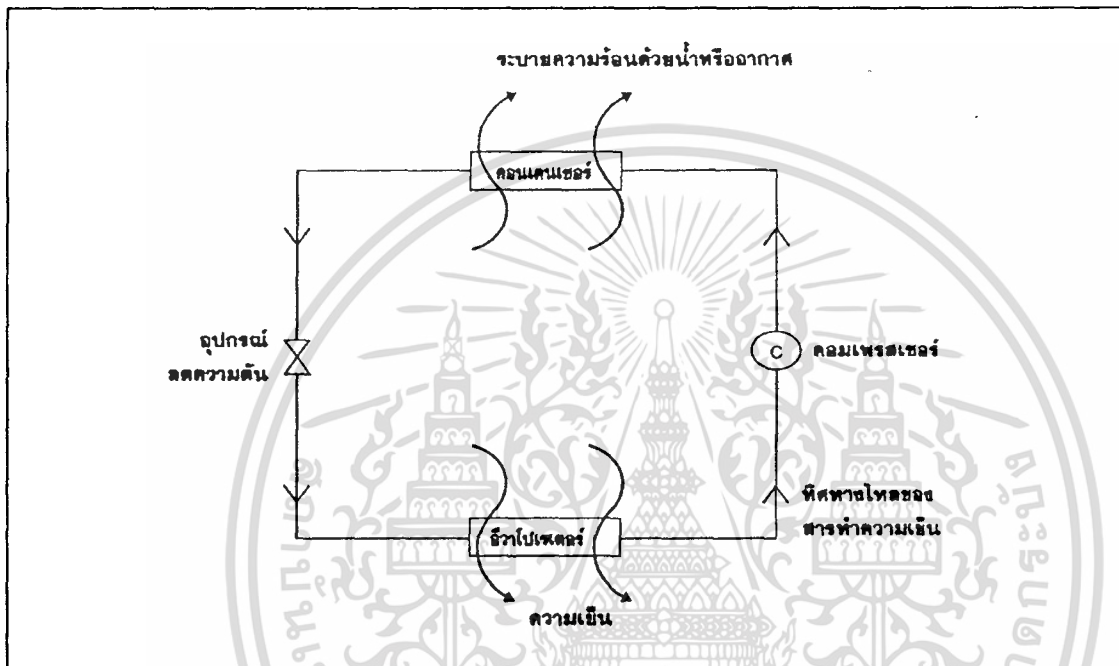 ระบายความร้อนด้วยน้ำหรืออากาศ
คอนเดนเซอร์
อุปกรณ์
ลดความดัน
C
คอมเพรสเซอร์
ทิศทางไหลของ
สารทำความเย็น
อีวาโปเรเตอร์
ความเย็น